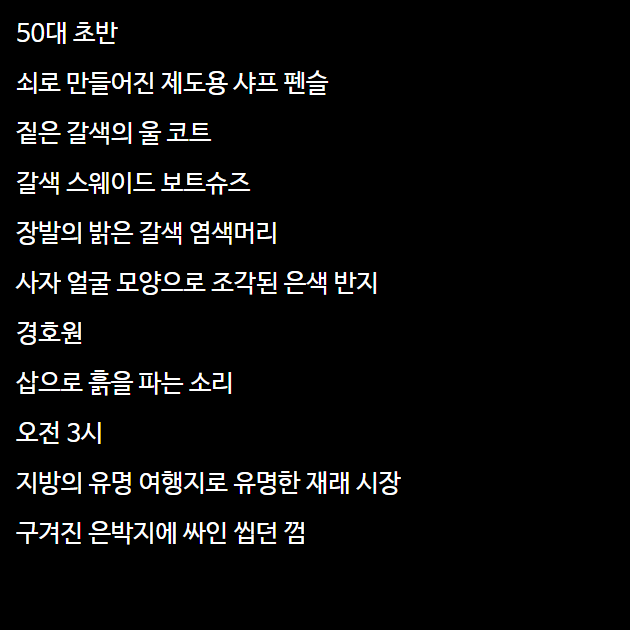 50대 초반
쇠로 만들어진 제도용 샤프 펜슬
짙은 갈색의 울 코트
갈색 스웨이드 보트슈즈
장발의 밝은 갈색 염색머리
사자 얼굴 모양으로 조각된 은색 반지
경호원
삽으로 흙을 파는 소리
오전 3시
지방의 유명 여행지로 유명한 재래 시장
구겨진 은박지에 싸인 씹던 껌